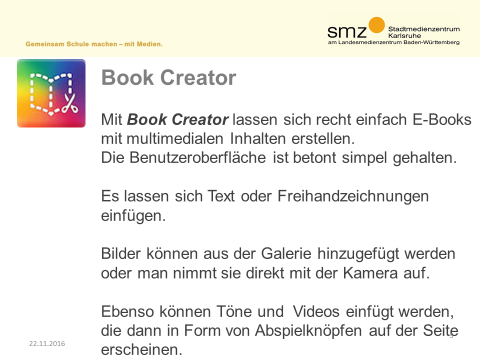 Gemeinsam Schule machen – mit Medien.
smz
Stadtmedienzentrum
Karlsruhe
am Landesmedienzentrum Baden-Württemberg
Book Creator
Mit Book Creator lassen sich recht einfach E-Books
mit multimedialen Inhalten erstellen.
Die Benutzeroberfläche ist betont simpel gehalten.
Es lassen sich Text oder Freihandzeichnungen
einfügen.
Bilder können aus der Galerie hinzugefügt werden
oder man nimmt sie direkt mit der Kamera auf.
Ebenso können Töne und Videos einfügt werden,
die dann in Form von Abspielknöpfen auf der Seite
erscheinen.
22.11.2016